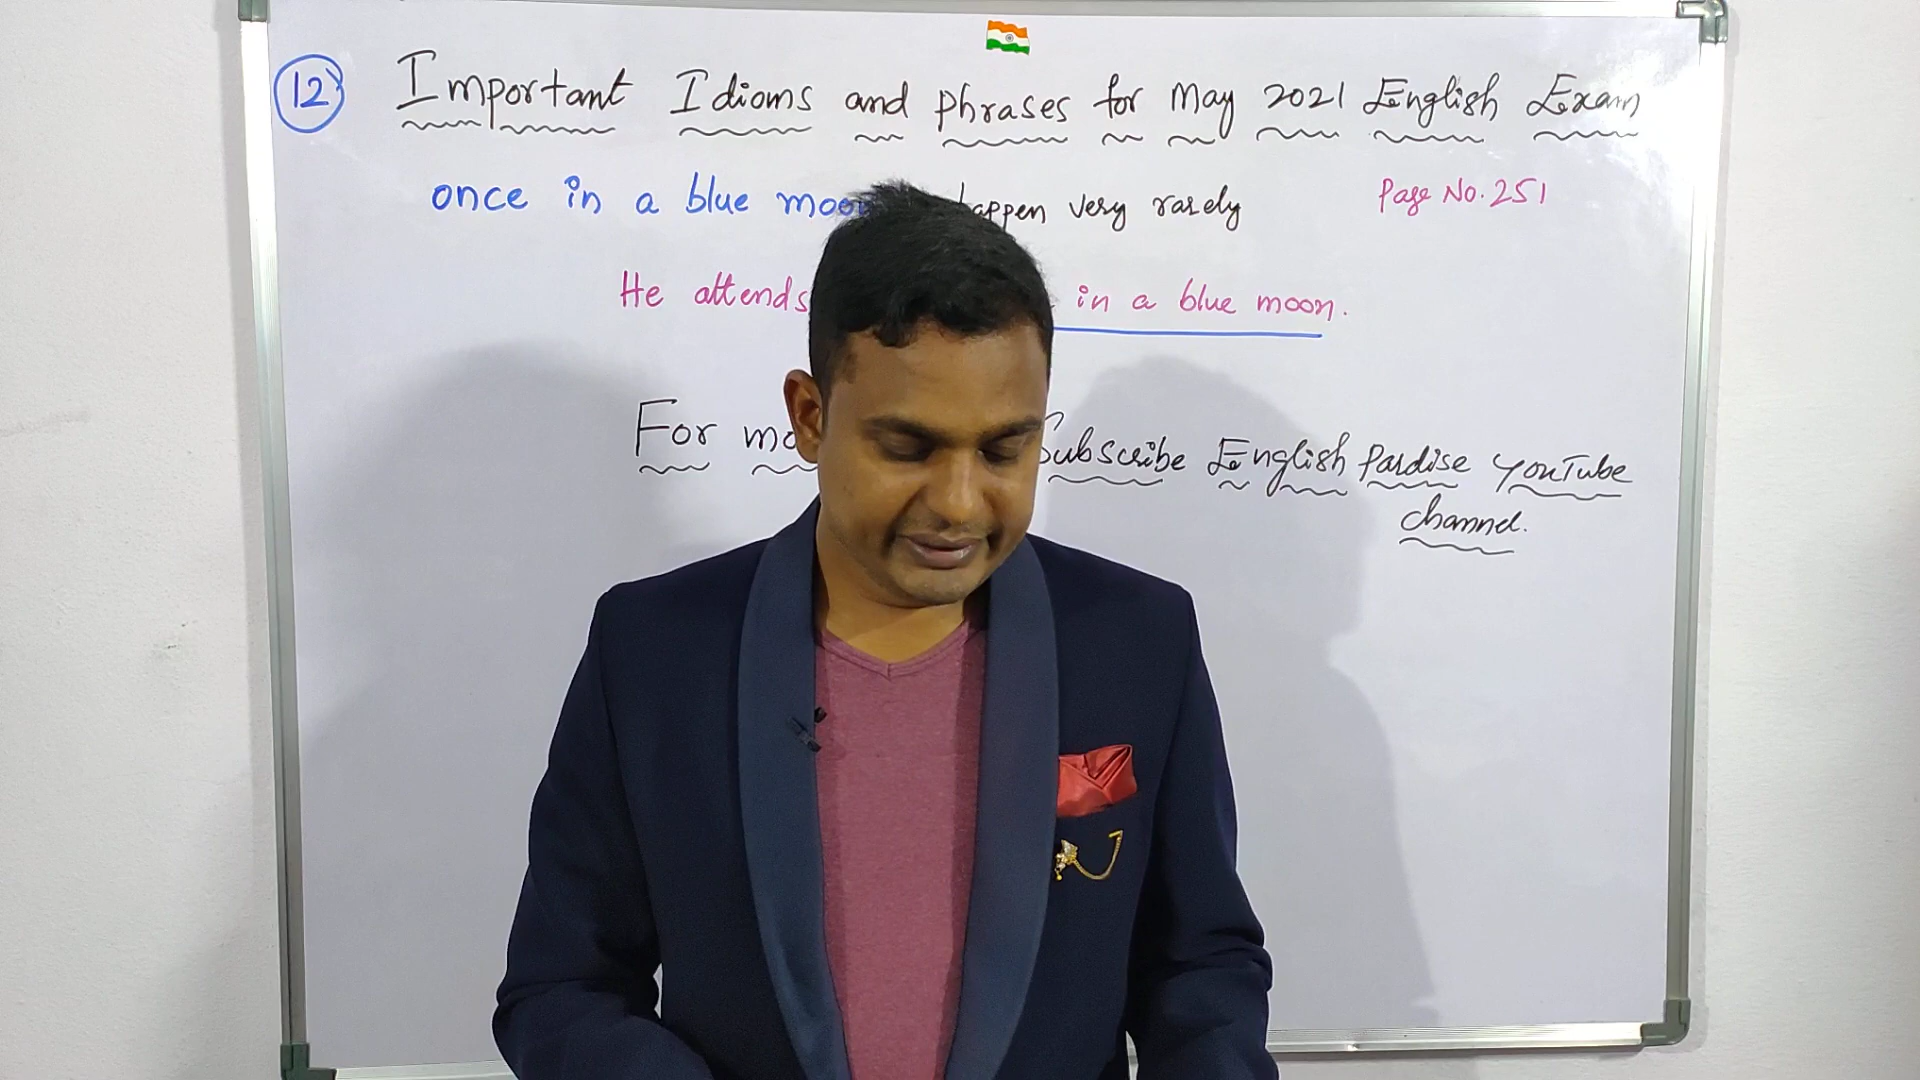 12 Important Idioms and phrases for May 2021 English Exam
once in a blue moon happen very rarely Page No. 251
He attends in a blue moon.
For Subscribe English Pardise YouTube
channel.